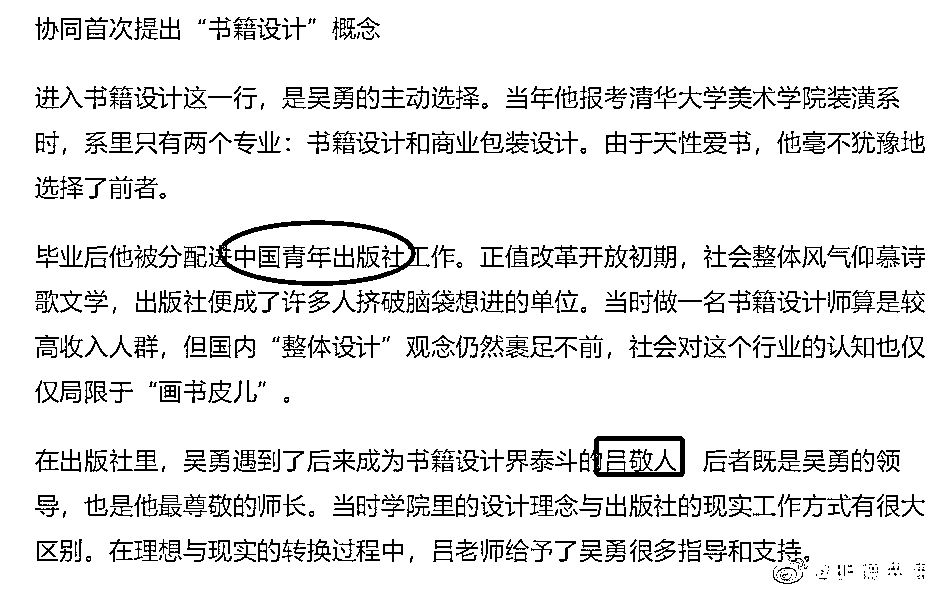 协同首次提出“书籍设计”概念
进入书籍设计这一行，是吴勇的主动选择。当年他报考清华大学美术学院装潢系
时，系里只有两个专业：书籍设计和商业包装设计。由于天性爱书，他毫不犹豫地
选择了前者。
毕业后他被分配进中国青年出版社工作。正值改革开放初期，社会整体风气仰慕诗
歌文学，出版社便成了许多人挤破脑袋想进的单位。当时做一名书籍设计师算是较
高收入人群，但国内“整体设计”观念仍然裹足不前，社会对这个行业的认知也仅
仅局限于“画书皮儿”。
在出版社里，吴勇遇到了后来成为书籍设计界泰斗的吕敬人 后者既是吴勇的领
导，也是他最尊敬的师长。当时学院里的设计理念与出版社的现实工作方式有很大
区别。在理想与现实的转换过程中，吕老师给予了吴勇很多指导和支持。